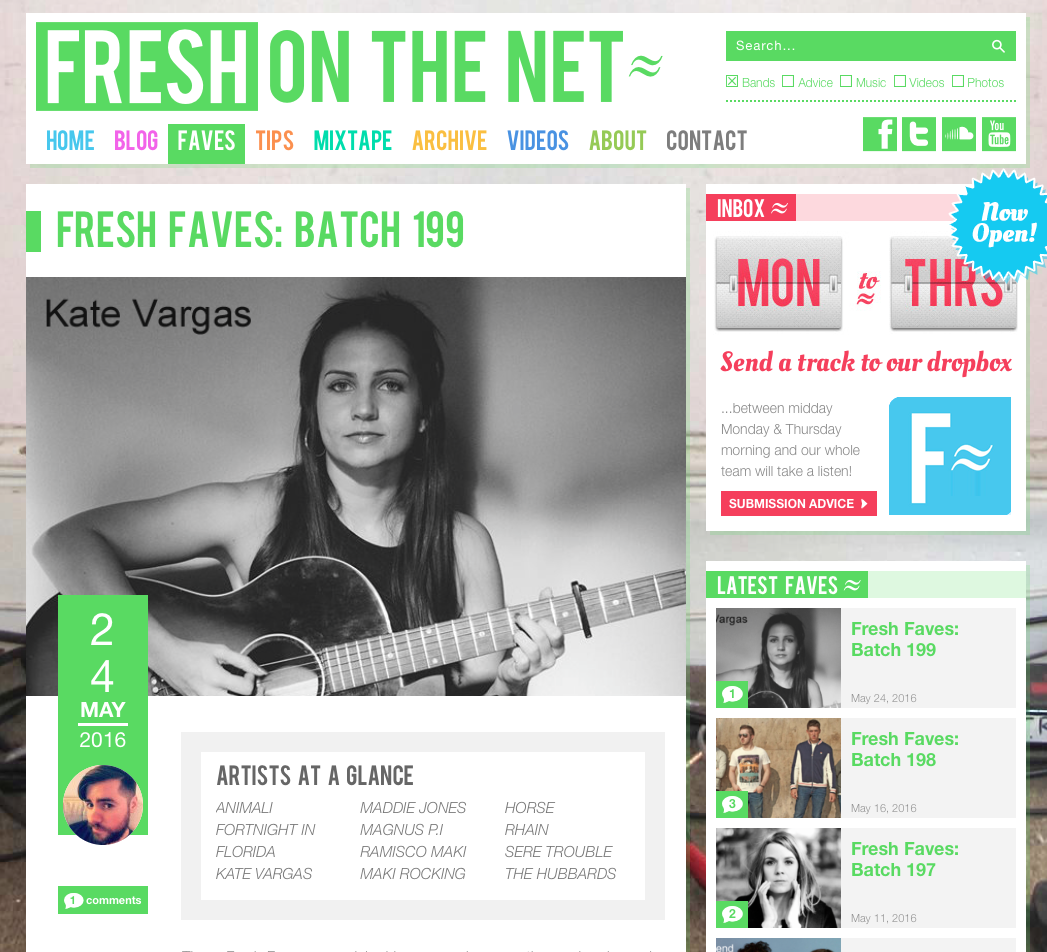 FRESH ON THE NET
Search...
Bands Advice Music Videos Photos
HOME BLOG FAVES TIPS MIXTAPE ARCHIVE VIDEOS ABOUT CONTACT
You
Tube
FRESH FAVES: BATCH 199
Kate Vargas
2
4
MAY
2016
1 comments
ARTISTS AT A GLANCE
ANIMALI
FORTNIGHT IN
FLORIDA
KATE VARGAS
MADDIE JONES
MAGNUS P.I
RAMISCO MAKI
MAKI ROCKING
HORSE
RHAIN
SERE TROUBLE
THE HUBBARDS
INBOX
Now
Open!
MON to THRS
Send a track to our dropbox
...between midday
Monday & Thursday
morning and our whole
team will take a listen!
SUBMISSION ADVICE
F
LATEST FAVES
Vargas
1
Fresh Faves:
Batch 199
May 24, 2016
3
Fresh Faves:
Batch 198
May 16, 2016
2
Fresh Faves:
Batch 197
May 11, 2016